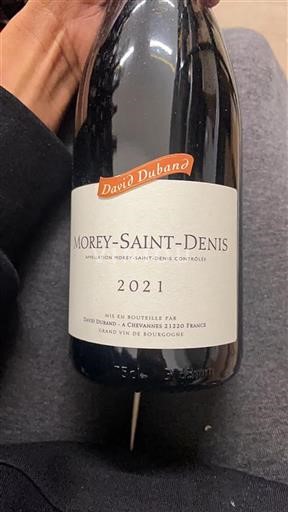 David Duband
MOREY-SAINT-DENIS
APPELLATION MOREY-SAINT-DENIS CONTRÔLÉE
2021
MIS EN BOUTEILLE PAR
DAVID DUBAND - A CHEVANNES 21220 FRANCE
GRAND VIN DE BOURGOGNE
75cl